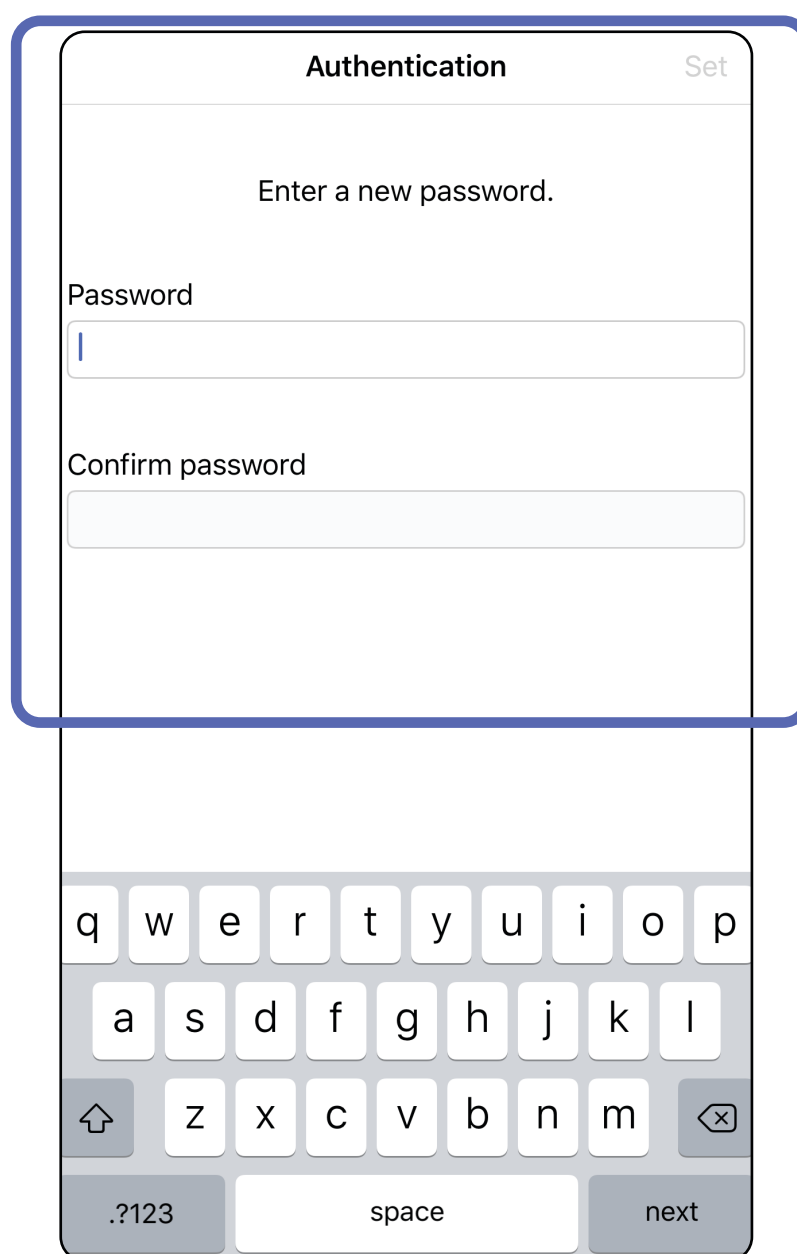 Authentication Set
Enter a new password.
Password
Confirm password
q w e r t y u i o p
a s d f g h j k l
z x c v b n m
.?123 space next